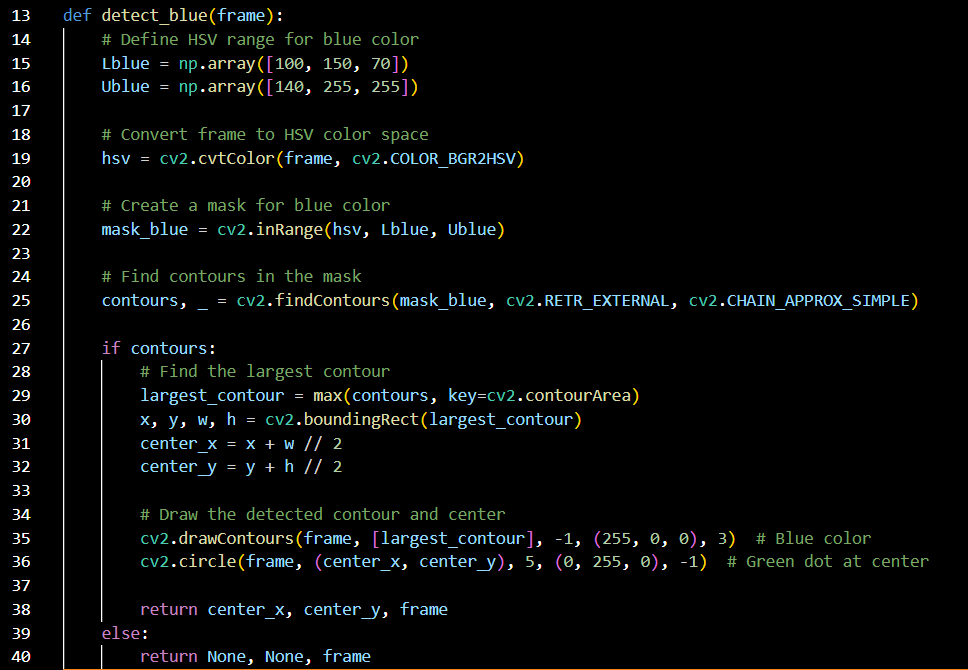 13 def detect_blue(frame):
14     # Define HSV range for blue color
15     Lblue = np.array([100, 150, 70])
16     Ublue = np.array([140, 255, 255])
17
18     # Convert frame to HSV color space
19     hsv = cv2.cvtColor(frame, cv2.COLOR_BGR2HSV)
20
21     # Create a mask for blue color
22     mask_blue = cv2.inRange(hsv, Lblue, Ublue)
23
24     # Find contours in the mask
25     contours, _ = cv2.findContours(mask_blue, cv2.RETR_EXTERNAL, cv2.CHAIN_APPROX_SIMPLE)
26
27     if contours:
28         # Find the largest contour
29         largest_contour = max(contours, key=cv2.contourArea)
30         x, y, w, h = cv2.boundingRect(largest_contour)
31         center_x = x + w // 2
32         center_y = y + h // 2
33
34         # Draw the detected contour and center
35         cv2.drawContours(frame, [largest_contour], -1, (255, 0, 0), 3)  # Blue color
36         cv2.circle(frame, (center_x, center_y), 5, (0, 255, 0), -1)  # Green dot at center
37
38         return center_x, center_y, frame
39     else:
40         return None, None, frame